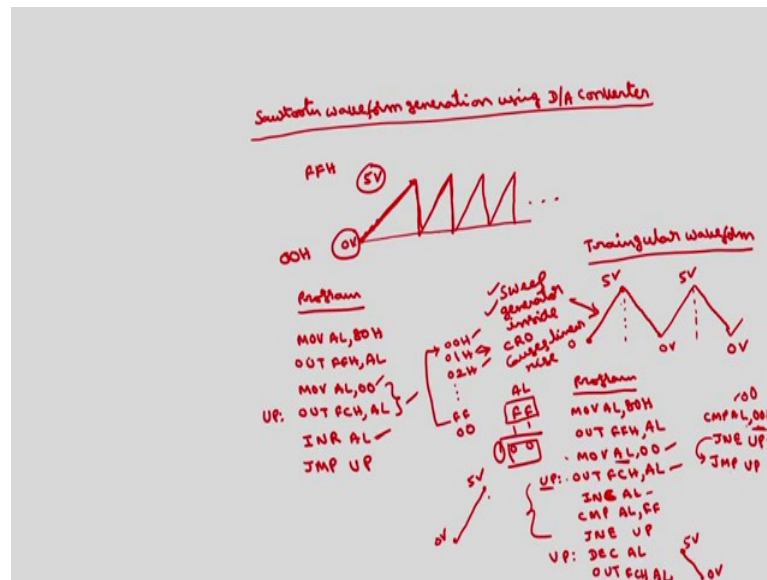 Sawtooth waveform generation using D/A converter
FFH 5V
00H 0V
...
Traingular waveform
5V 5V
0 0V 0V
Program
MOV AL,80H
OUT FFH,AL
MOV AL,00
UP: OUT FCH,AL
INR AL
JMP UP
00H
01H
02H
FF
00
Sweep
generator
inside
CRO
causes linear
rise
AL
FF
00
5V
0V
Program
MOV AL,80H
OUT FFH,AL
MOV AL,00
UP: OUT FCH,AL
INC AL
CMP AL,FF
JNE UP
UP: DEC AL
OUT FCH AL
00
CMP AL,00
JNE UP
JMP UP
5V
0V